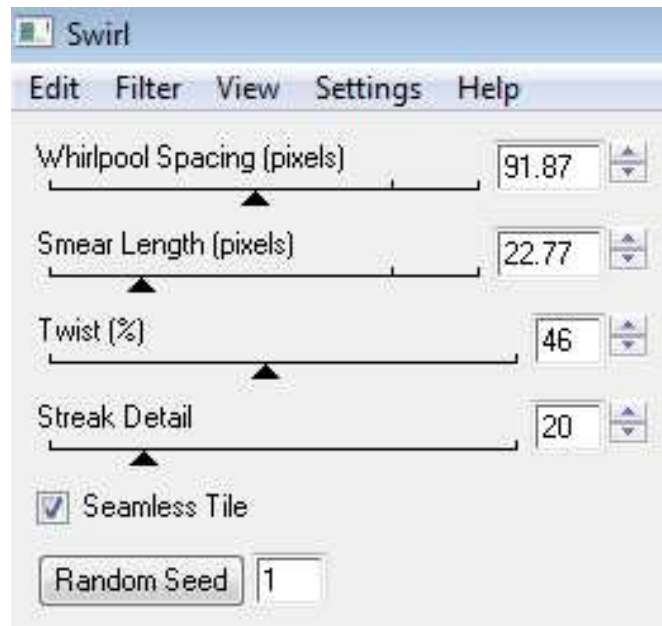 Swirl
Edit Filter View Settings Help
Whirlpool Spacing (pixels) 91.87
Smear Length (pixels) 22.77
Twist (%) 46
Streak Detail 20
Seamless Tile
Random Seed 1